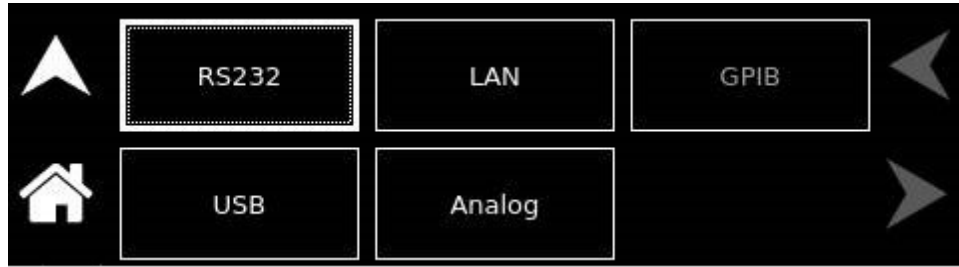 RS232
LAN
GPIB
USB
Analog